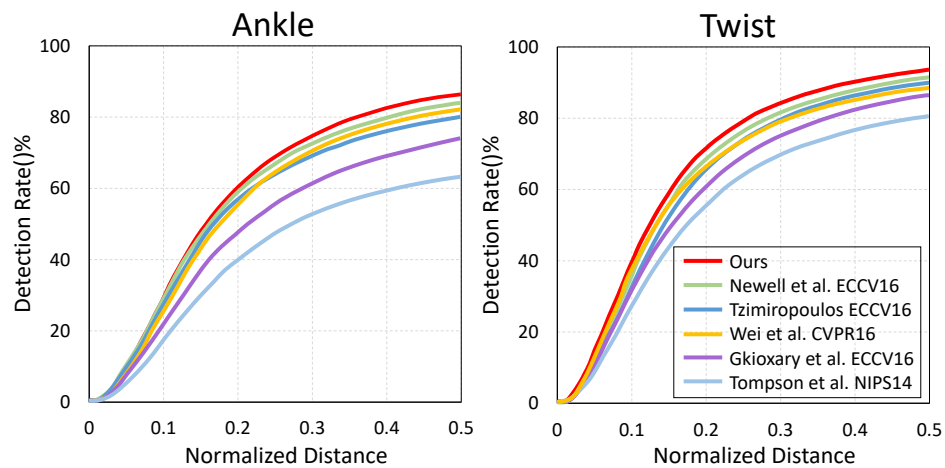 Ankle
100
80
60
40
20
0
0 0.1 0.2 0.3 0.4 0.5
Detection Rate()%
Normalized Distance
Twist
100
80
60
40
20
0
0 0.1 0.2 0.3 0.4 0.5
Detection Rate()%
Normalized Distance
Ours
Newell et al. ECCV16
Tzimiropoulos ECCV16
Wei et al. CVPR16
Gkioxary et al. ECCV16
Tompson et al. NIPS14